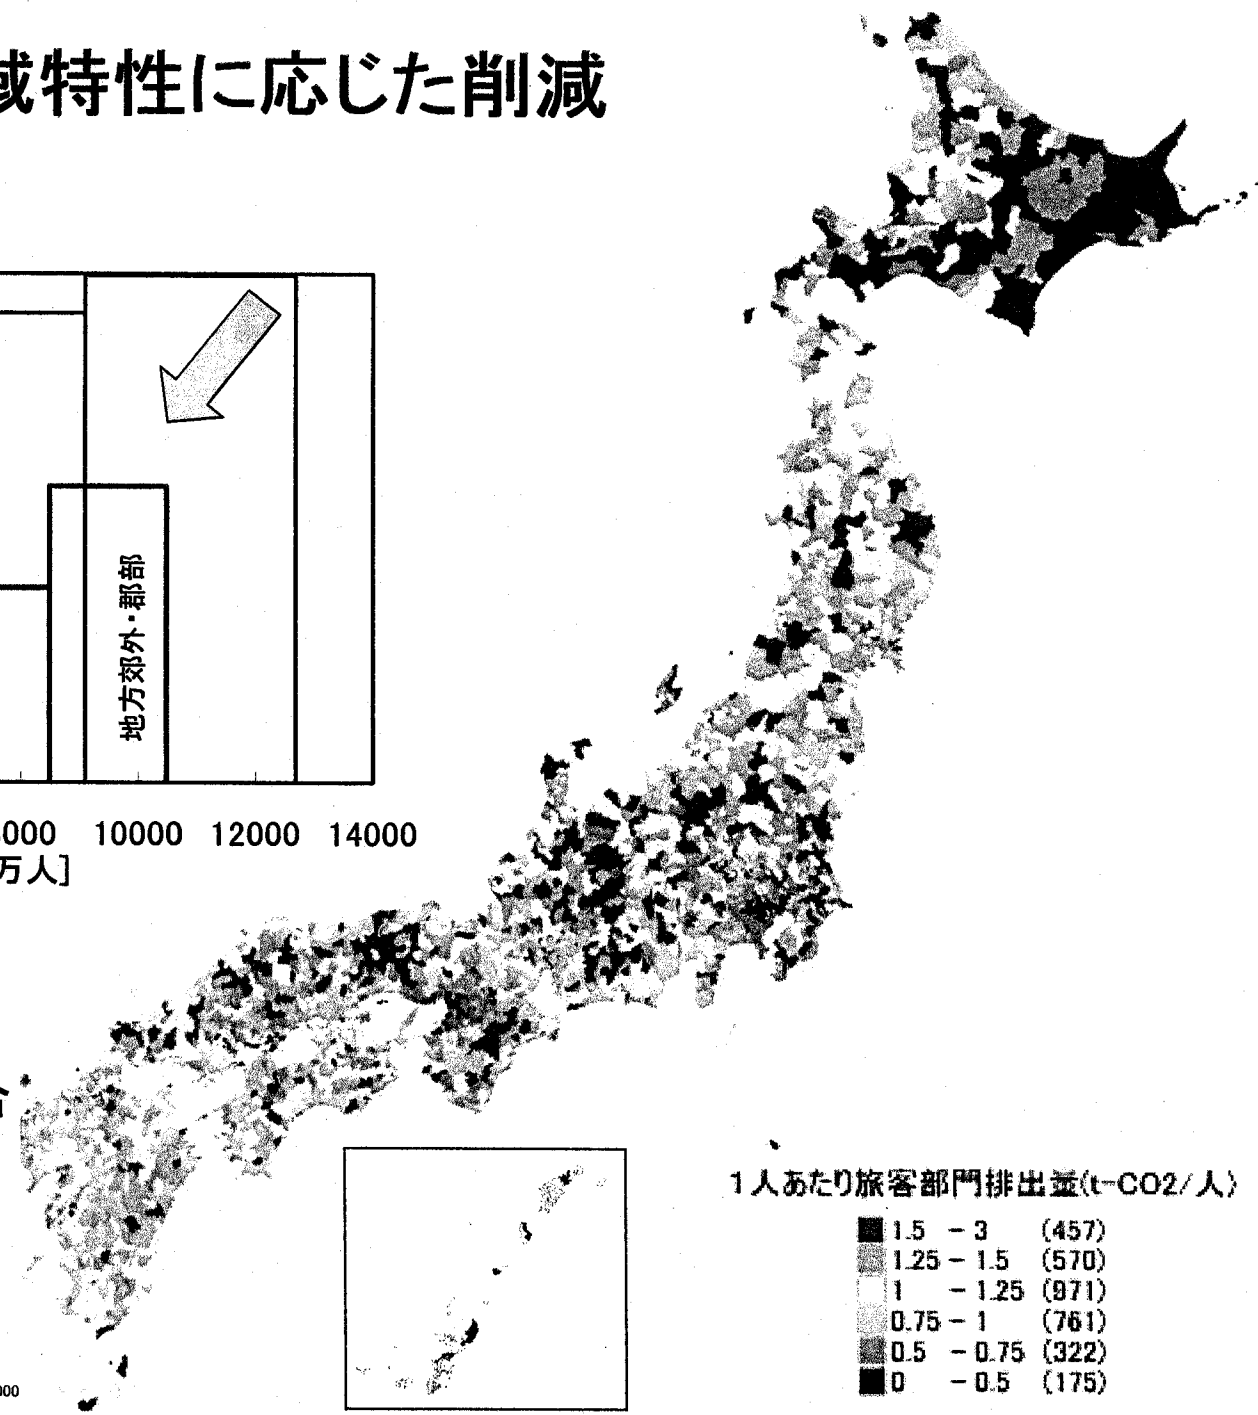 域特性に応じた削減
地方郊外・郡部
000 10000 12000 14000
万人]
合
1人あたり旅客部門排出量(t-CO2/人)
1.5 - 3 (457)
1.25 - 1.5 (570)
1 - 1.25 (971)
0.75 - 1 (761)
0.5 - 0.75 (322)
0 - 0.5 (175)
000